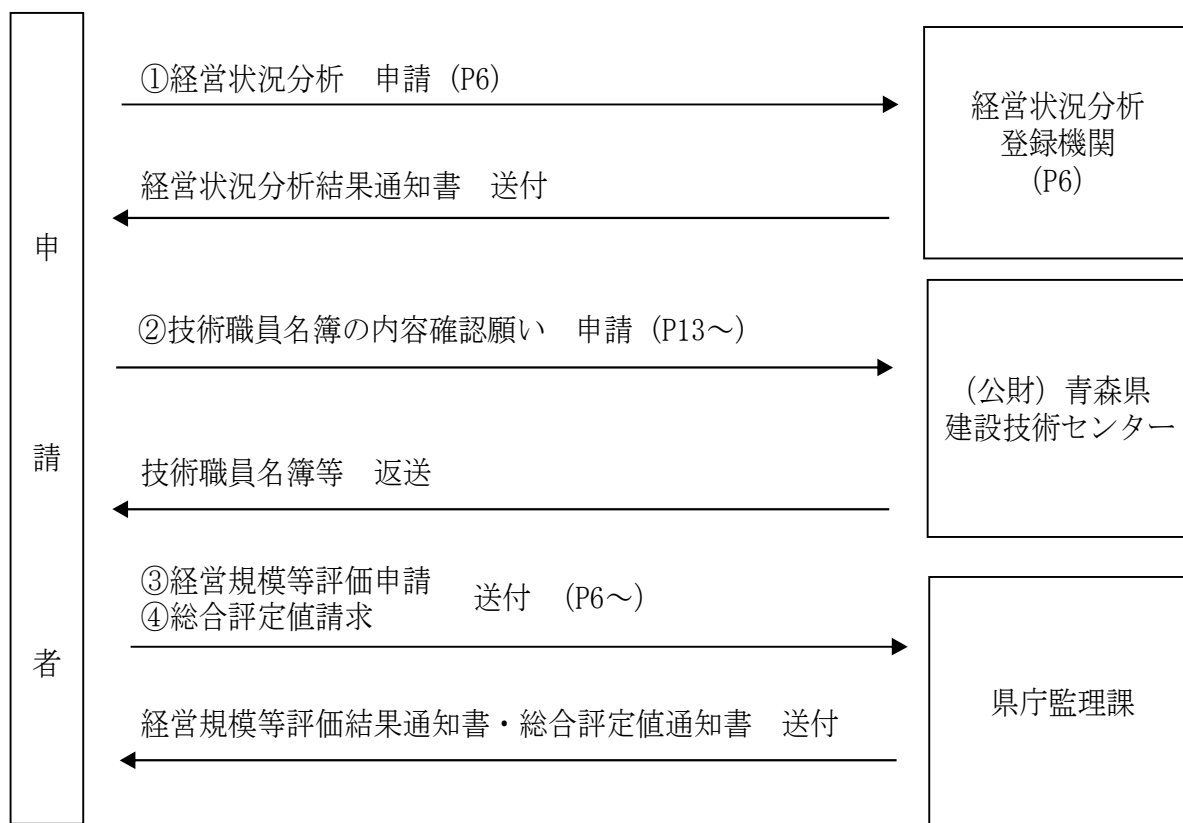 ①経営状況分析　申請（P6）
経営状況分析
登録機関
（P6）
経営状況分析結果通知書　送付
申請者
②技術職員名簿の内容確認願い　申請（P13～）
（公財）青森県
建設技術センター
技術職員名簿等　返送
③経営規模等評価申請
④総合評定値請求
送付　（P6～）
県庁監理課
経営規模等評価結果通知書・総合評定値通知書　送付